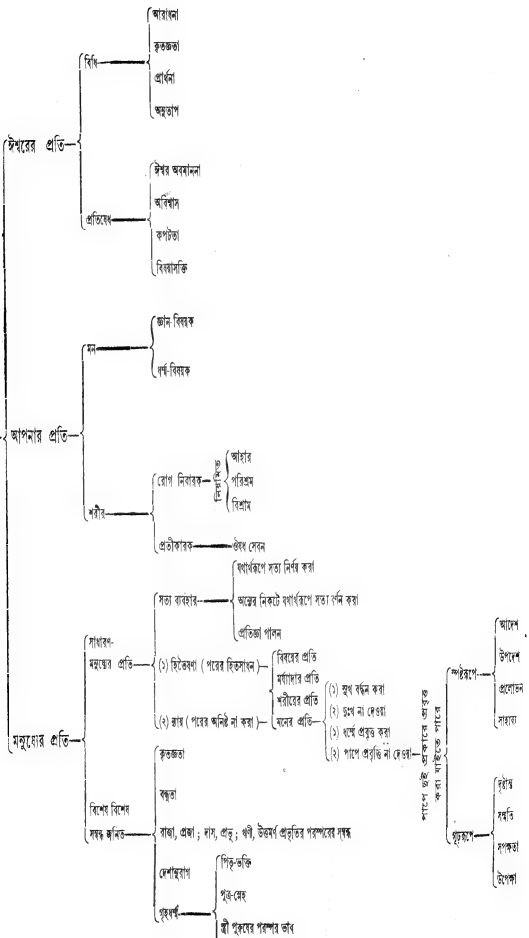 আরাধনা
কৃতজ্ঞতা
বিধি
প্রার্থনা
অনুতাপ
ঈশ্বরের প্রতি
ঈশ্বর অবমাননা
অবিশ্বাস
প্রতিষেধ
কপটতা
বিষয়াসক্তি
জ্ঞান-বিষয়ক
মন
ধর্ম্ম-বিষয়ক
আপনার প্রতি
আহার
রোগ নিবারক
নিয়মিত
পরিশ্রম
বিশ্রাম
শরীর
প্রতীকারক
ঔষধ সেবন
যথার্থরূপে সত্য নির্ণয় করা
সত্য ব্যবহার
অন্যের নিকটে যথার্থরূপে সত্য বর্ণন করা
প্রতিজ্ঞা পালন
সাধারণ-
মনুষ্যের প্রতি
(১) হিতৈষণা ( পরের হিতসাধন )
বিষয়ের প্রতি
মর্য্যাদার প্রতি
শরীরের প্রতি
(২) ন্যায় ( পরের অনিষ্ট না করা )
মনের প্রতি
(১) সুখ বর্দ্ধন করা
(২) দুঃখ না দেওয়া
(১) ধর্ম্মে প্রবৃত্ত করা
(২) পাপে প্রবৃত্তি না দেওয়া
পাপে দুই প্রকারে প্রবৃত্ত
করা যাইতে পারে
আদেশ
উপদেশ
স্পষ্টরূপে
প্রলোভন
সাহায্য
দৃষ্টান্ত
সম্মতি
গূঢ়রূপে
সপক্ষতা
উপেক্ষা
মনুষ্যের প্রতি
কৃতজ্ঞতা
বন্ধুতা
বিশেষ বিশেষ
সম্বন্ধ জনিত
রাজা, প্রজা ; দাস, প্রভু ; ঋণী, উত্তমর্ণ প্রভৃতির পরস্পরের সম্বন্ধ
দেশানুরাগ
পিতৃ-ভক্তি
পুত্র-স্নেহ
গৃহধর্ম্ম
স্ত্রী পুরুষের পরস্পর ভাব